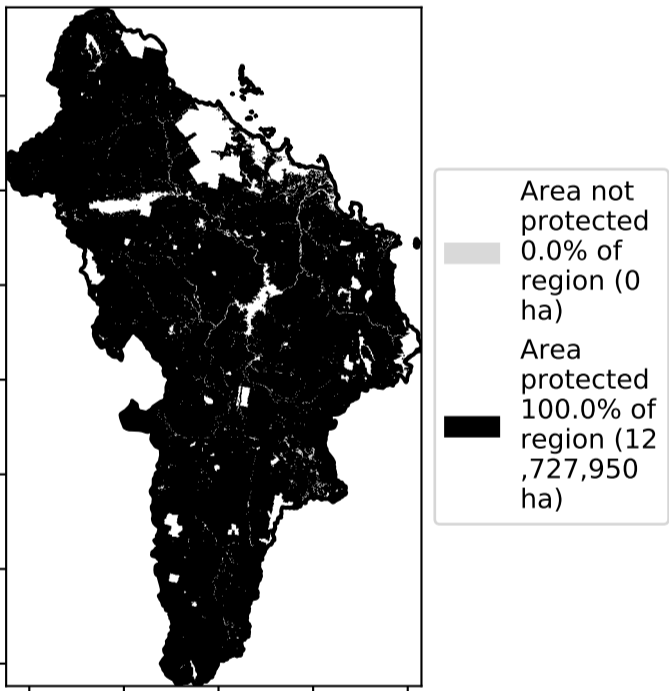 Area not
protected
0.0% of
region (0
ha)
Area
protected
100.0% of
region (12
,727,950
ha)